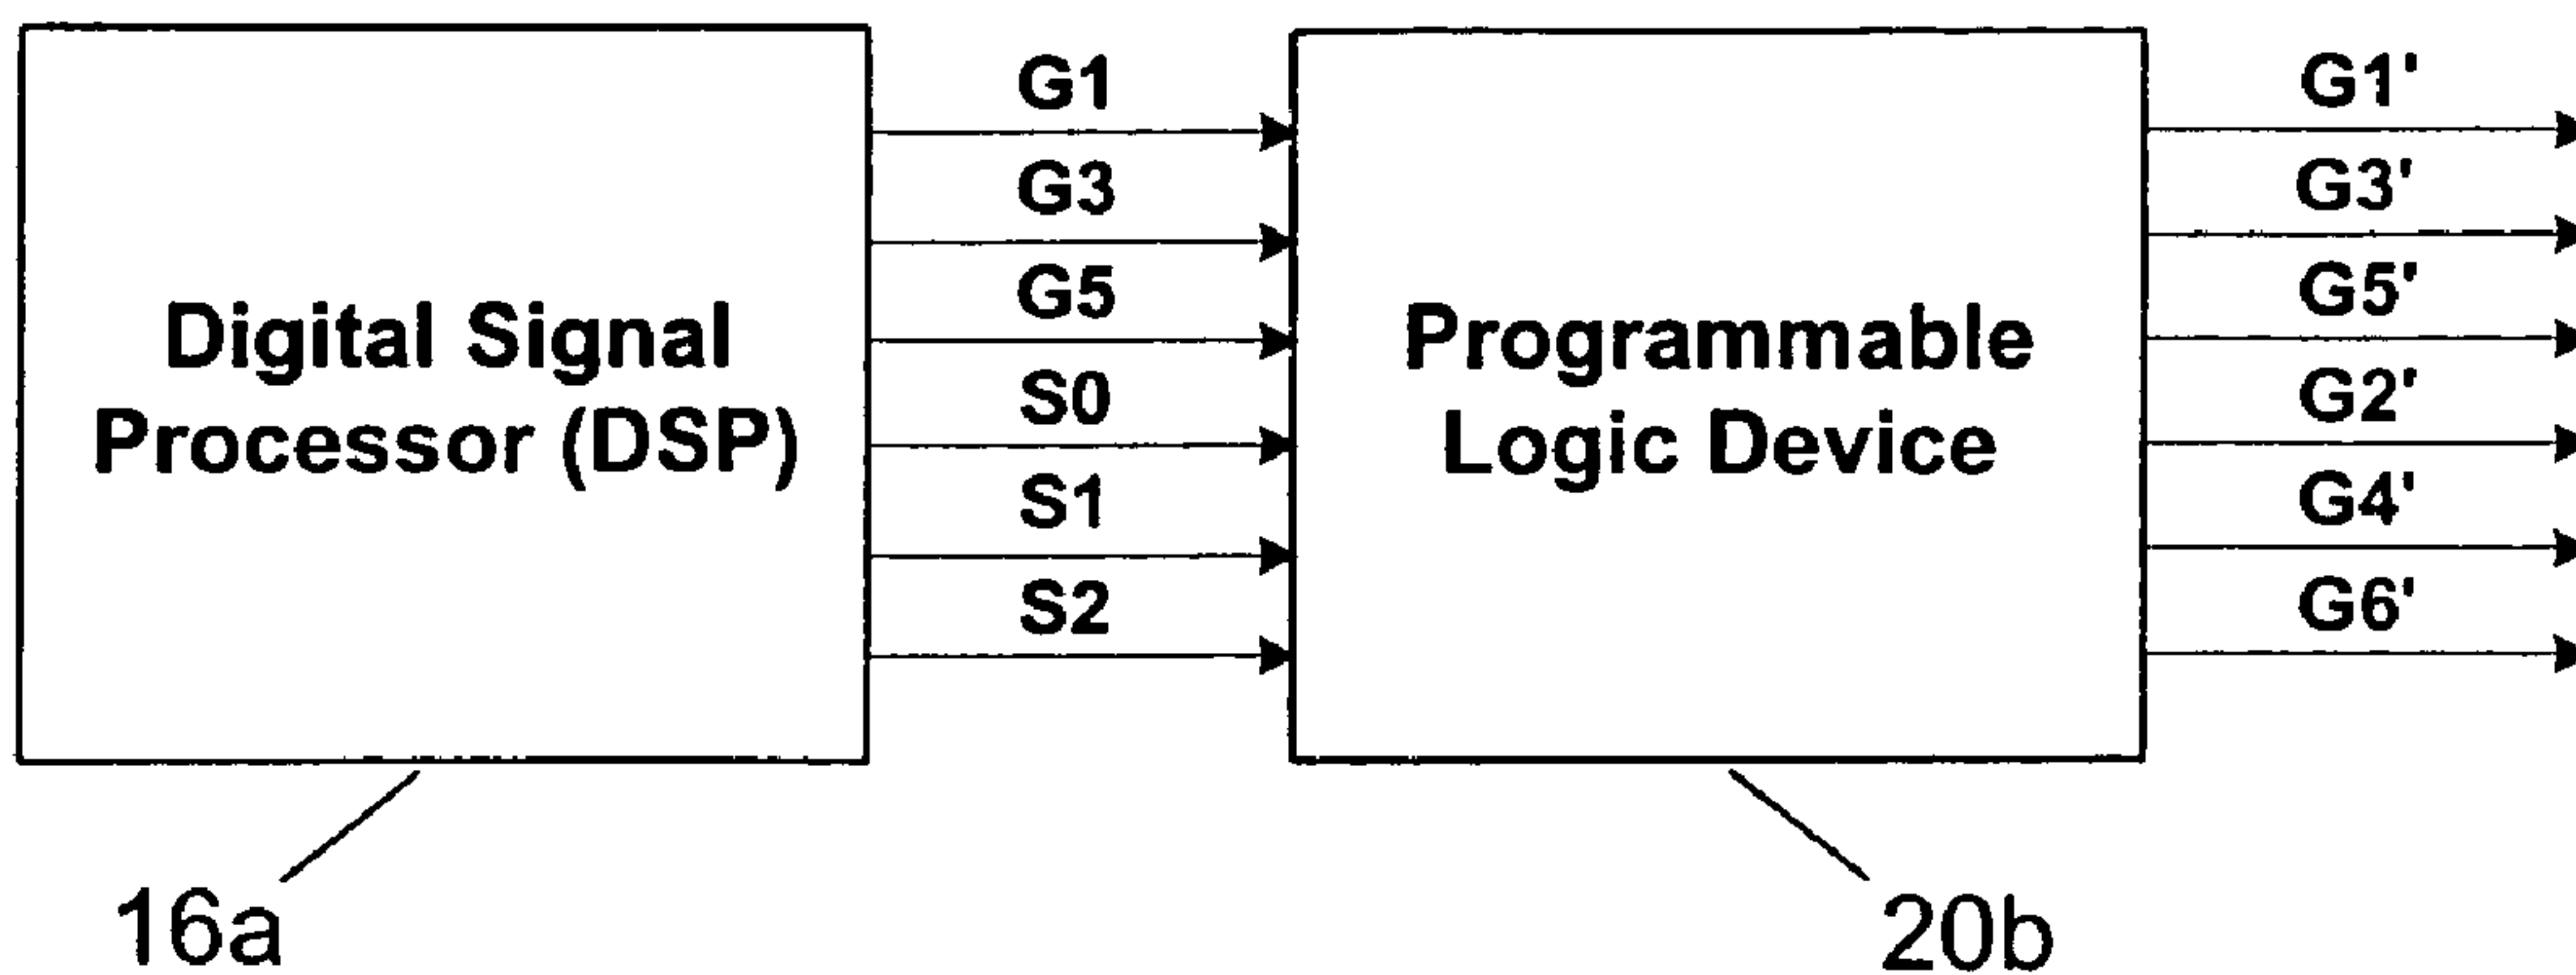 Digital Signal
Processor (DSP)
G1
G3
G5
S0
S1
S2
Programmable
Logic Device
G1'
G3'
G5'
G2'
G4'
G6'
16a
20b